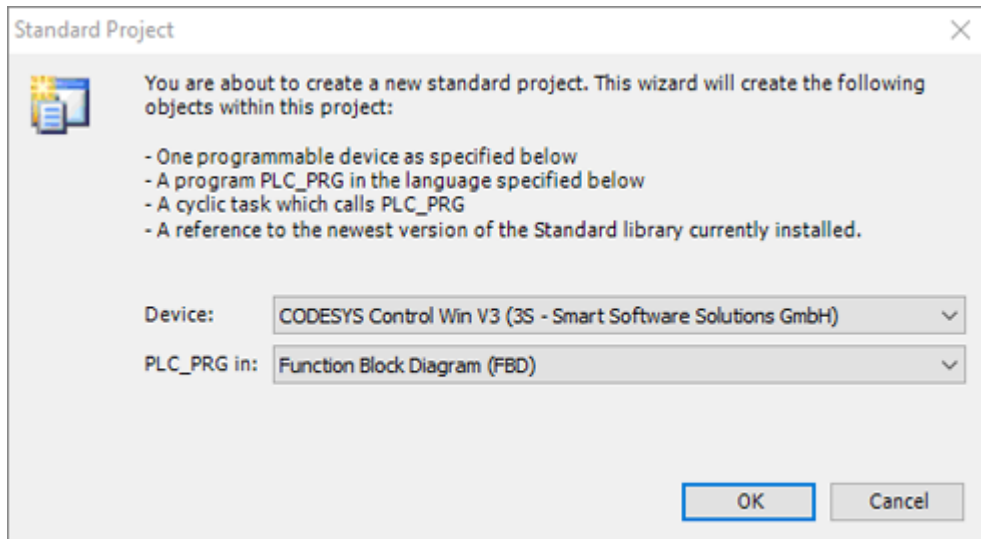 Standard Project
You are about to create a new standard project. This wizard will create the following
objects within this project:
- One programmable device as specified below
- A program PLC_PRG in the language specified below
- A cyclic task which calls PLC_PRG
- A reference to the newest version of the Standard library currently installed.
Device: CODESYS Control Win V3 (3S - Smart Software Solutions GmbH)
PLC_PRG in: Function Block Diagram (FBD)
OK Cancel